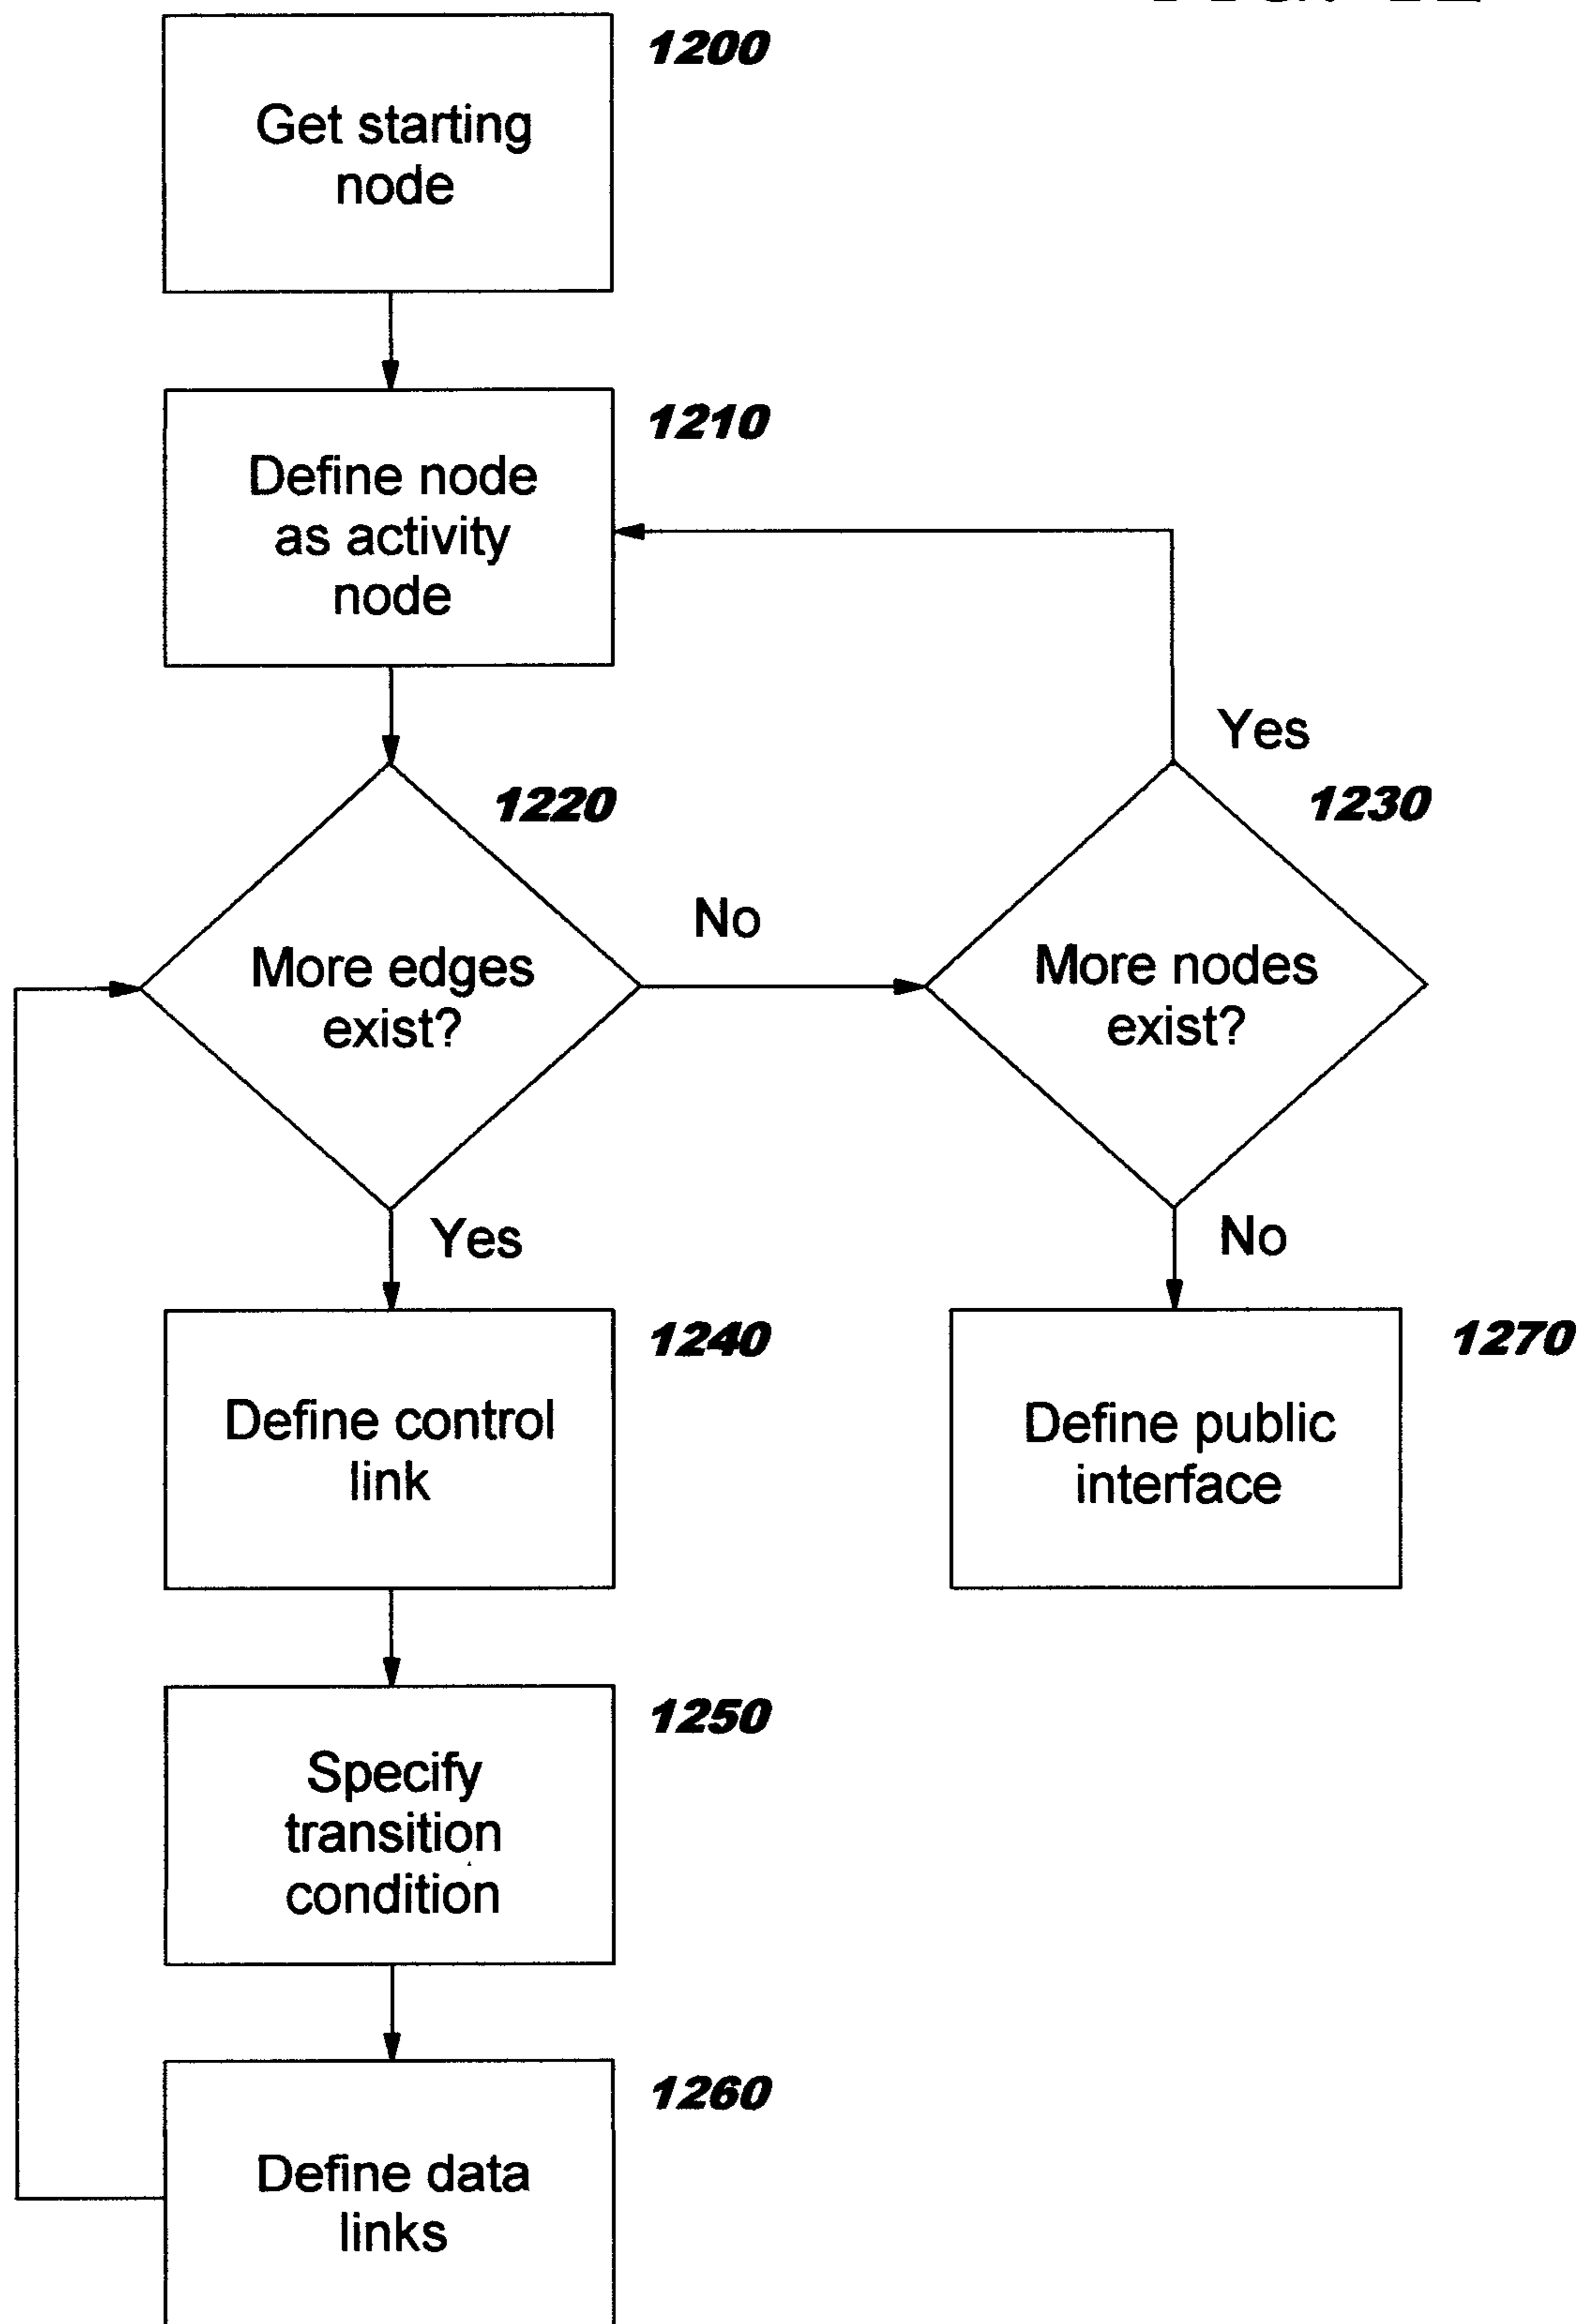 1200
Get starting
node
1210
Define node
as activity
node
Yes
1220
1230
No
More edges
exist?
More nodes
exist?
Yes
No
1240
1270
Define control
link
Define public
interface
1250
Specify
transition
condition
1260
Define data
links